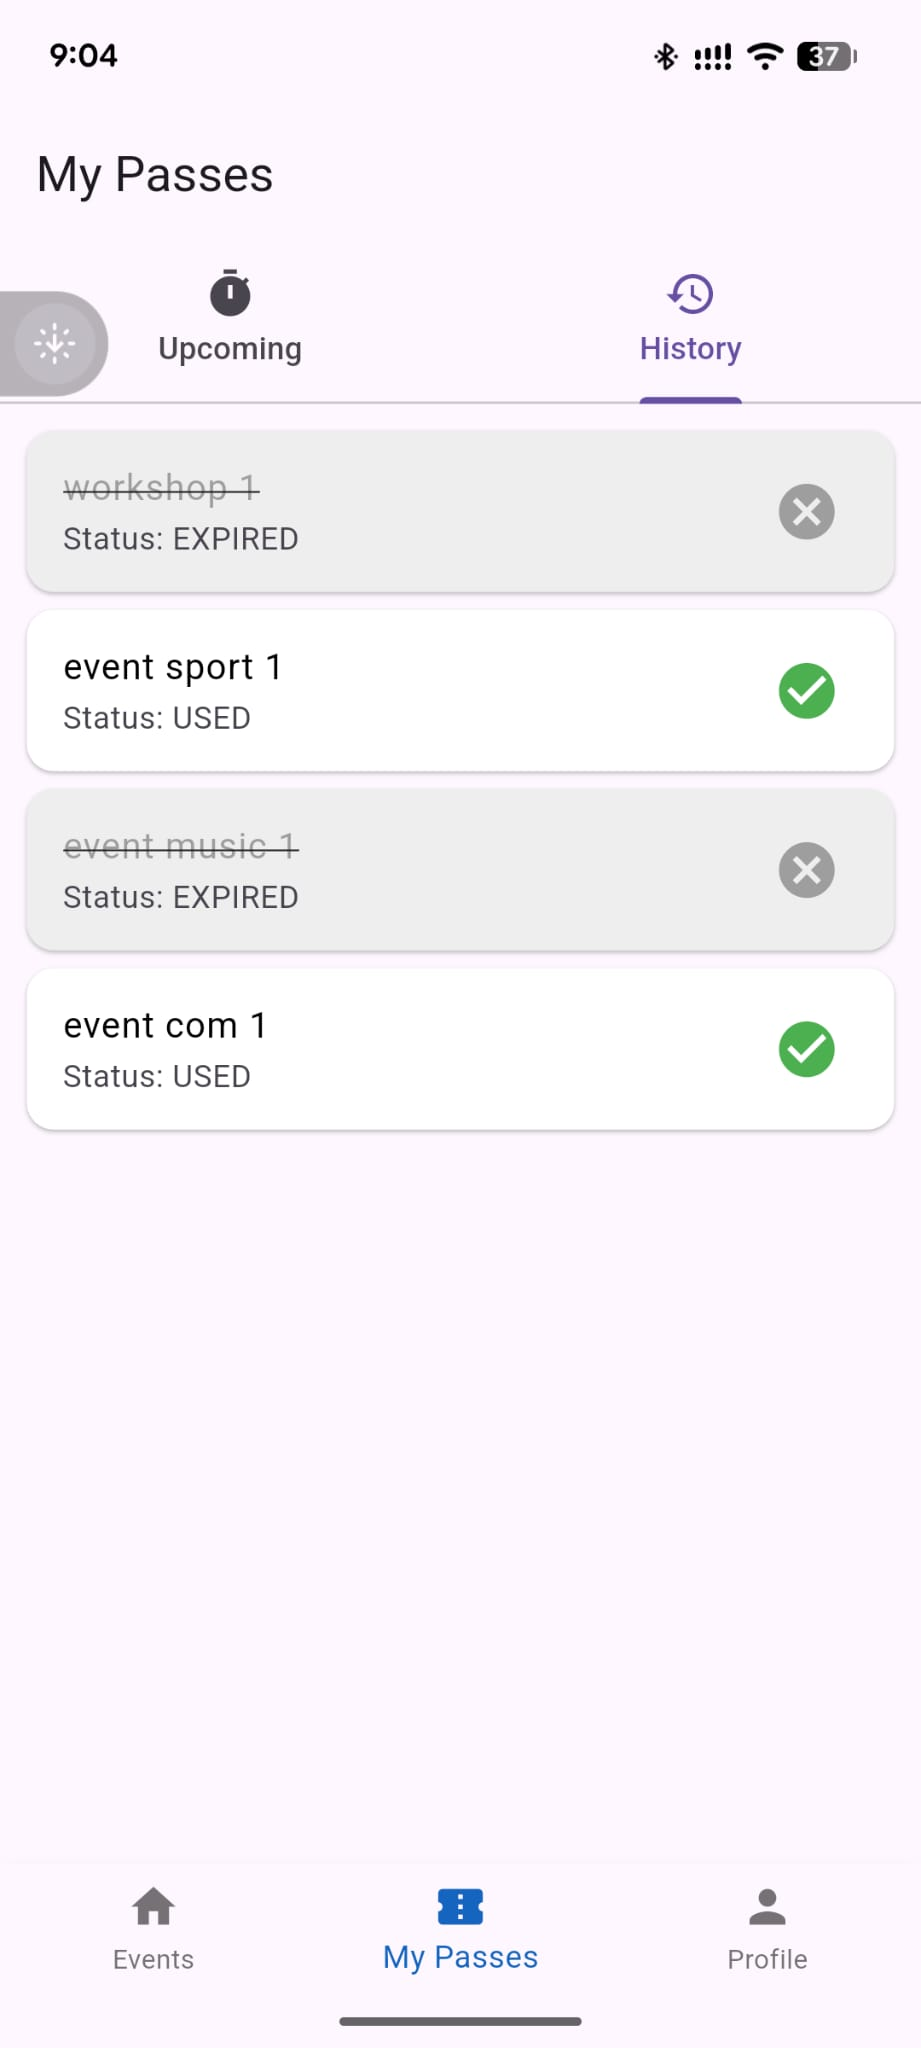 9:04
37
My Passes
Upcoming
History
workshop 1
Status: EXPIRED
event sport 1
Status: USED
event music 1
Status: EXPIRED
event com 1
Status: USED
Events
My Passes
Profile